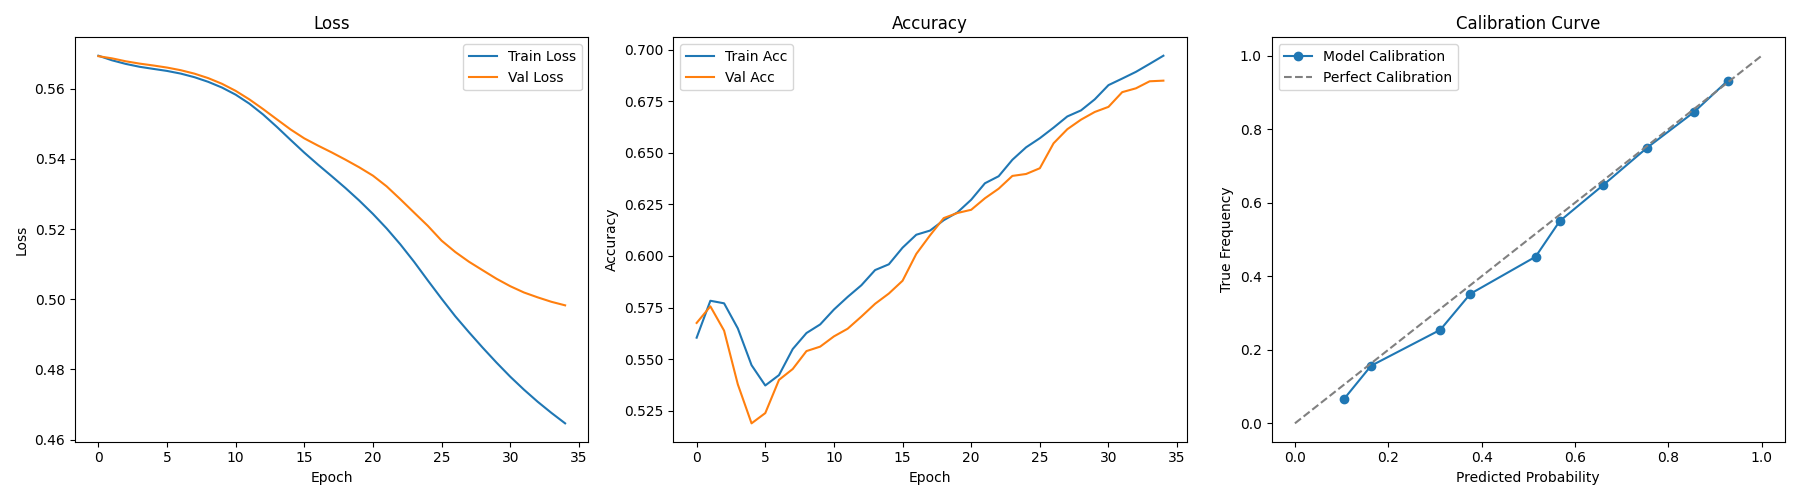 Loss
Train Loss
Val Loss
0.56
0.54
0.52
0.50
0.48
0.46
Loss
0 5 10 15 20 25 30 35
Epoch
Accuracy
Train Acc
Val Acc
0.700
0.675
0.650
0.625
0.600
0.575
0.550
0.525
Accuracy
0 5 10 15 20 25 30 35
Epoch
Calibration Curve
Model Calibration
Perfect Calibration
1.0
0.8
0.6
0.4
0.2
0.0
True Frequency
0.0 0.2 0.4 0.6 0.8 1.0
Predicted Probability